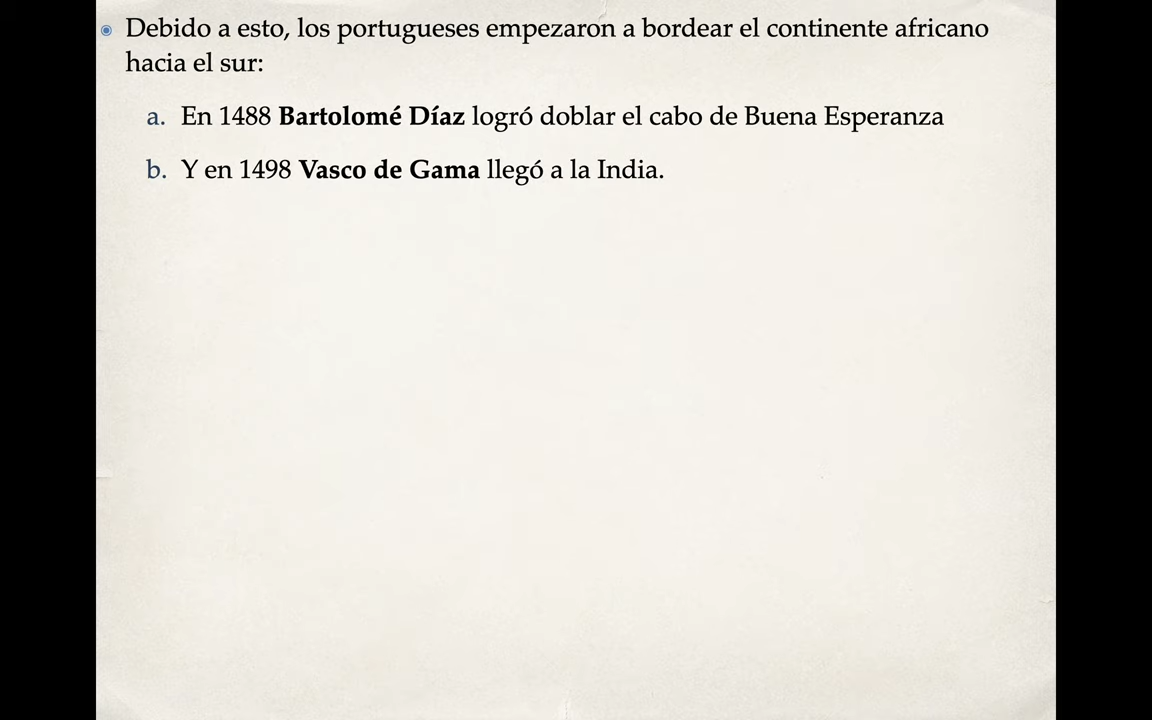 Debido a esto, los portugueses empezaron a bordear el continente africano
hacia el sur:
a. En 1488 Bartolomé Díaz logró doblar el cabo de Buena Esperanza
b. Y en 1498 Vasco de Gama llegó a la India.